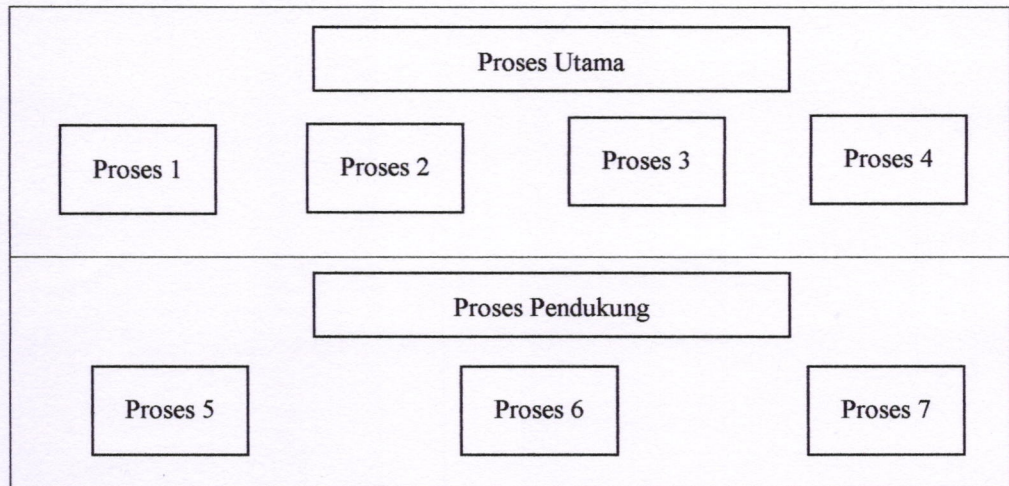 Proses Utama
Proses 1
Proses 2
Proses 3
Proses 4
Proses Pendukung
Proses 5
Proses 6
Proses 7